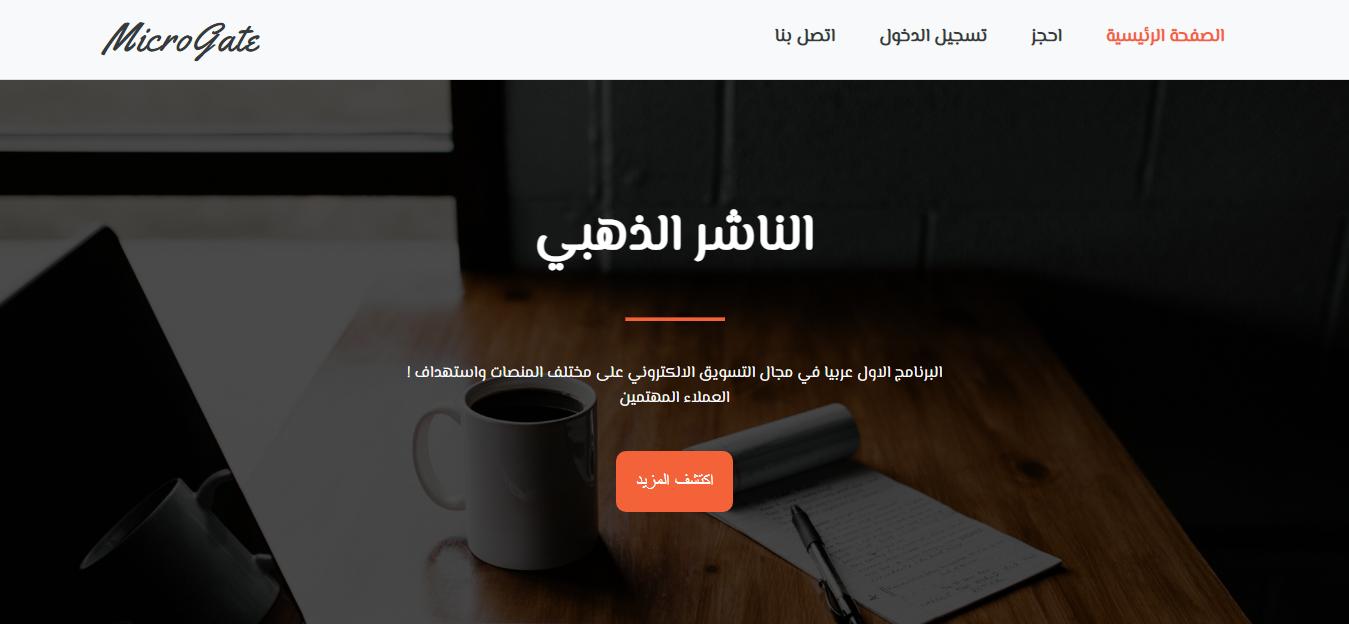 MicroGate
الصفحة الرئيسية
احجز
تسجيل الدخول
اتصل بنا
الناشر الذهبي
البرنامج الاول عربيا في مجال التسويق الالكتروني على مختلف المنصات واستهداف !
العملاء المهتمين
اكتشف المزيد